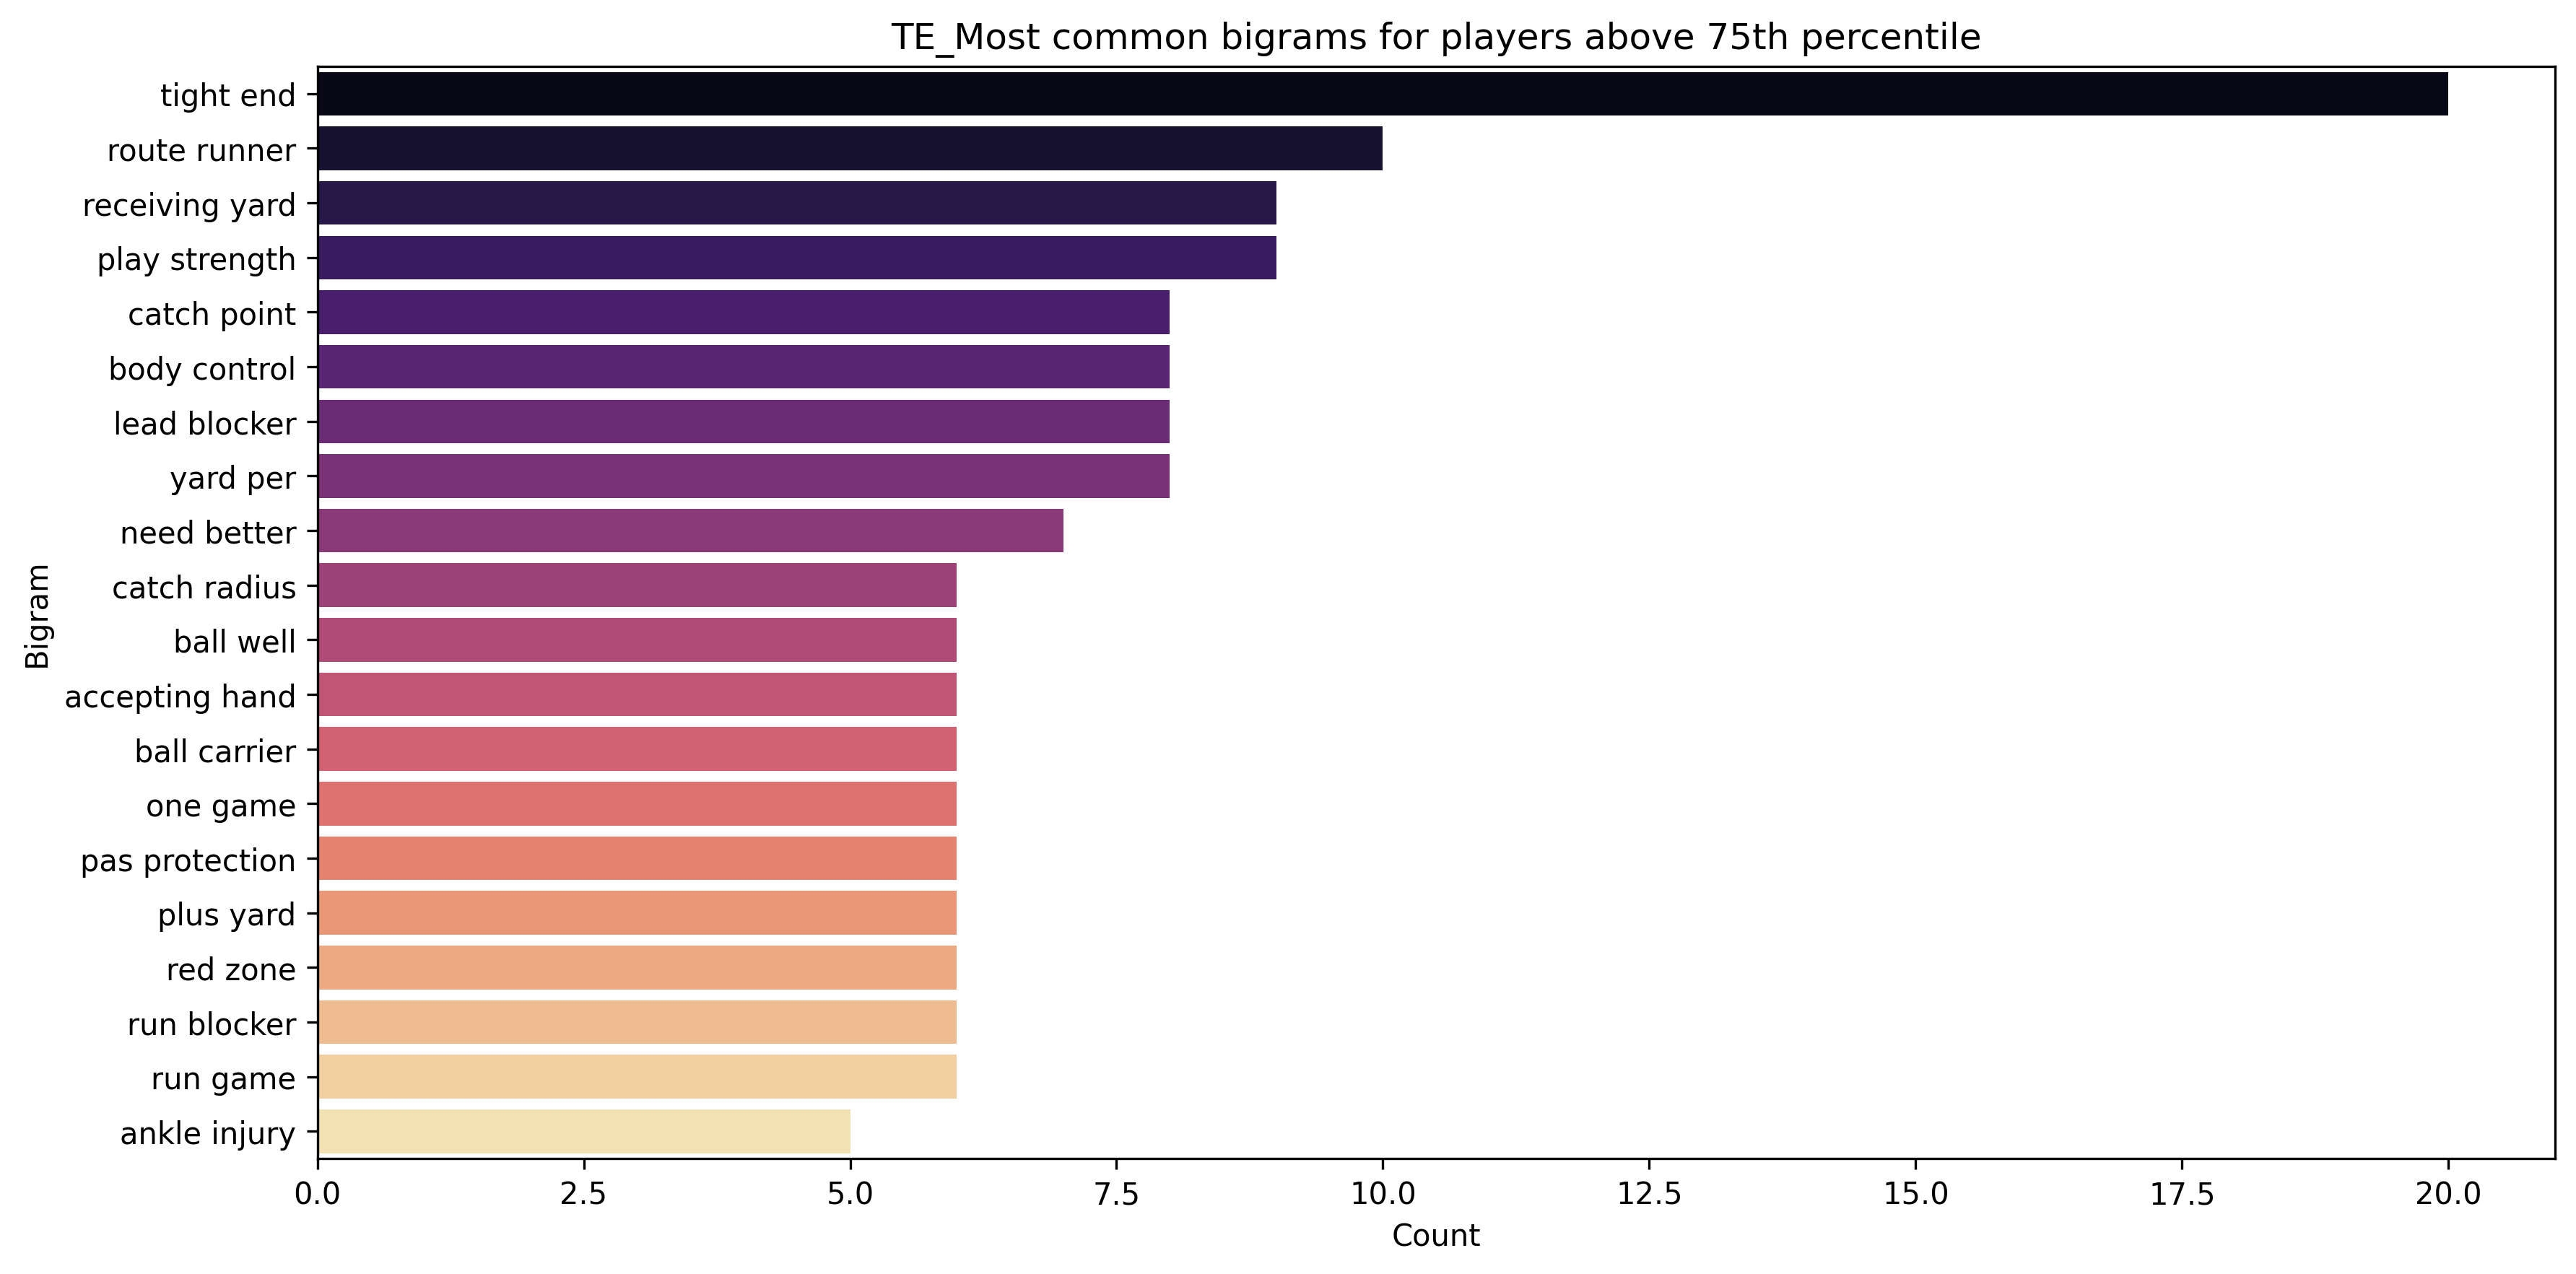 TE_Most common bigrams for players above 75th percentile
Bigram
tight end
route runner
receiving yard
play strength
catch point
body control
lead blocker
yard per
need better
catch radius
ball well
accepting hand
ball carrier
one game
pas protection
plus yard
red zone
run blocker
run game
ankle injury
0.0 2.5 5.0 7.5 10.0 12.5 15.0 17.5 20.0
Count